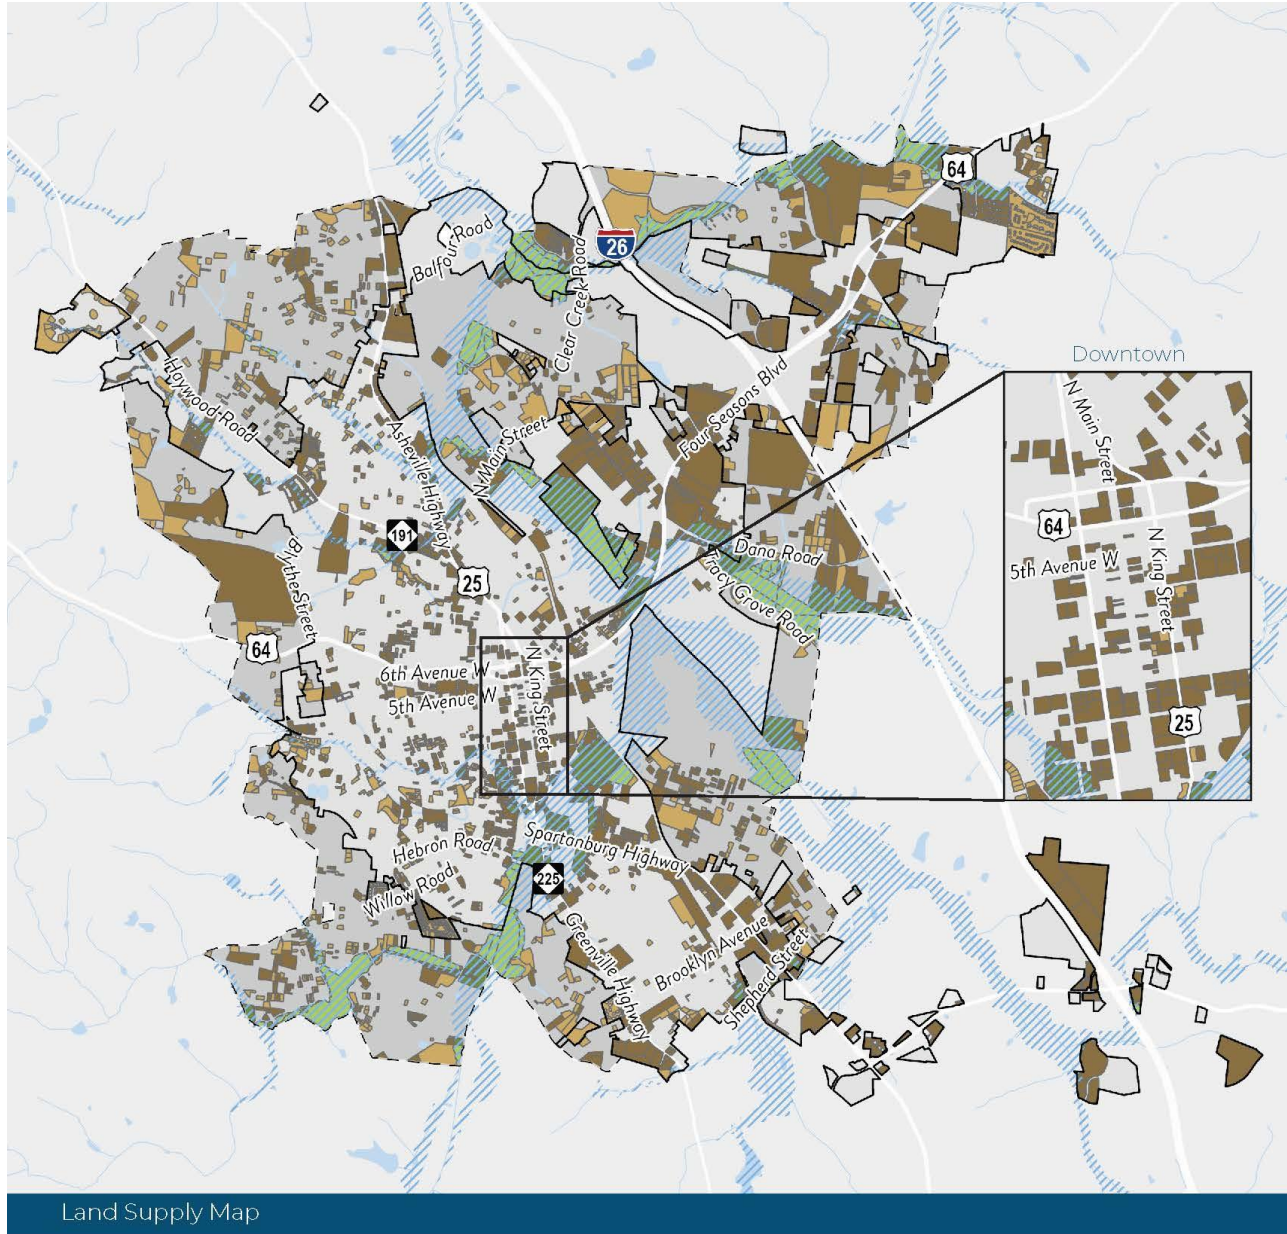 64
26
Balfour Road
Clear Creek Road
Downtown
Haywood Road
Asheville Highway
N Main Street
Four Seasons Blvd
N Main Street
191
64
Blythe Street
25
Dana Road
Tracy Grove Road
5th Avenue W
N King Street
64
6th Avenue W
5th Avenue W
N King Street
25
Hebron Road
Spartanburg Highway
Willow Road
225
Greenville Highway
Brooklyn Avenue
Shepherd Street
Land Supply Map